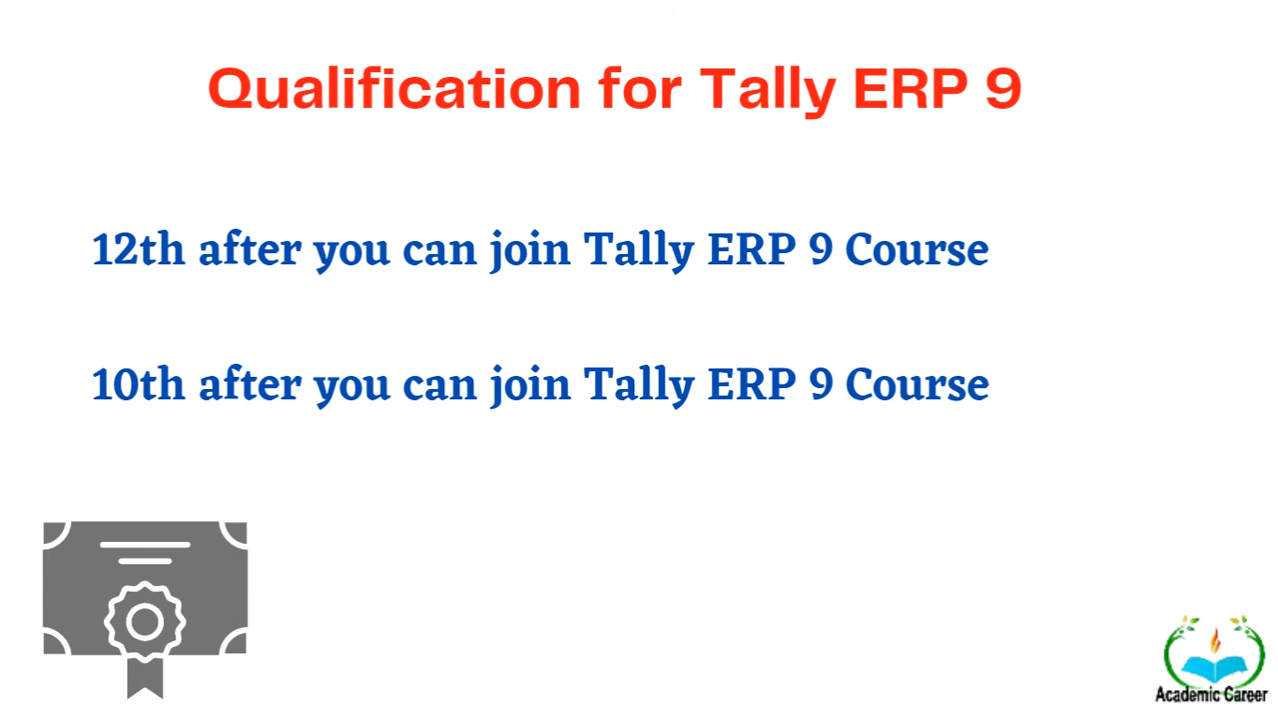 Qualification for Tally ERP 9
12th after you can join Tally ERP 9 Course
10th after you can join Tally ERP 9 Course
Academic Career